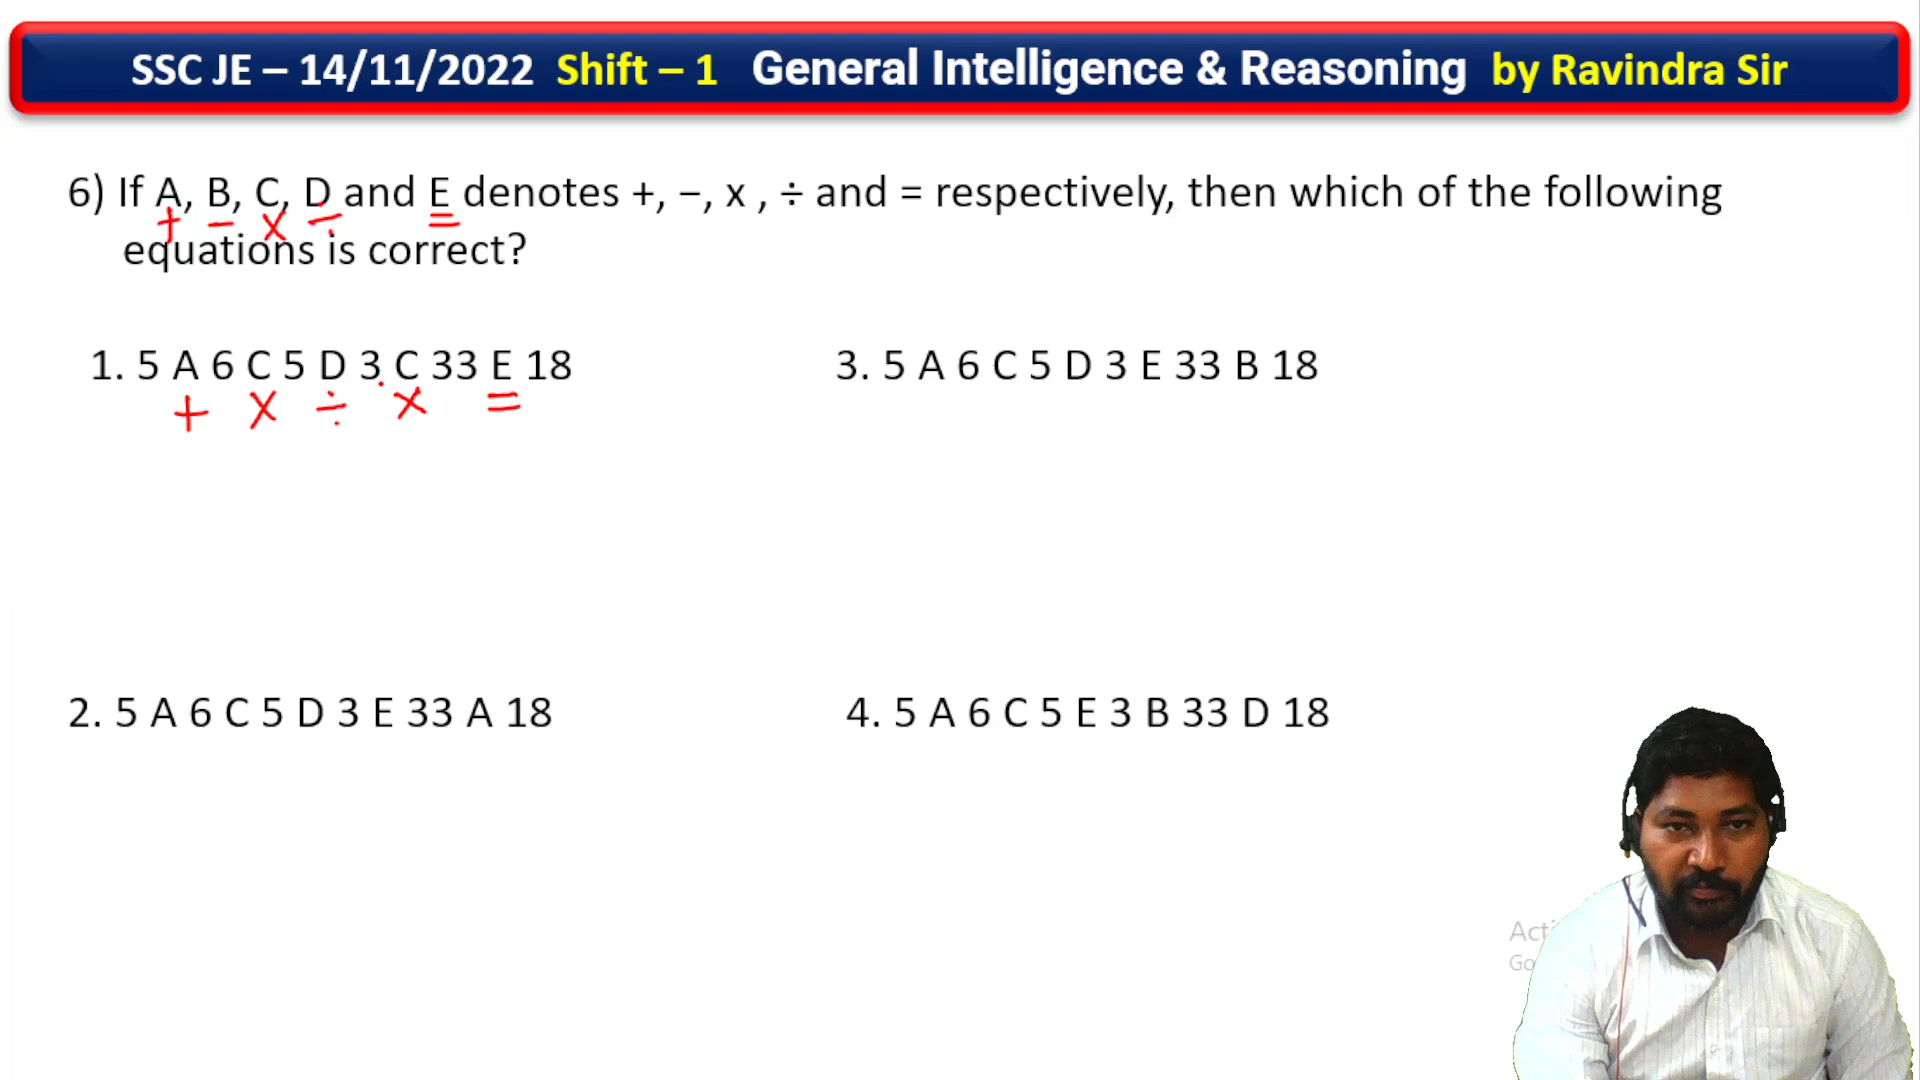 SSC JE – 14/11/2022 Shift – 1 General Intelligence & Reasoning by Ravindra Sir
6) If A, B, C, D and E denotes +, −, x , ÷ and = respectively, then which of the following
+ − x ÷ =
equations is correct?
1. 5 A 6 C 5 D 3 C 33 E 18
+ x ÷ x =
3. 5 A 6 C 5 D 3 E 33 B 18
2. 5 A 6 C 5 D 3 E 33 A 18
4. 5 A 6 C 5 E 3 B 33 D 18